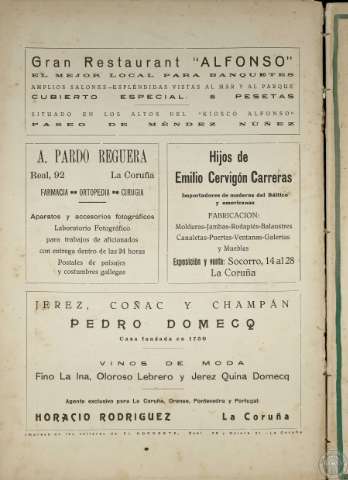 Gran Restaurant "ALFONSO"
EL MEJOR LOCAL PARA BANQUETES
AMPLIOS SALONES-ESPLÉNDIDAS VISTAS AL MAR Y AL PARQUE
CUBIERTO ESPECIAL: 6 PESETAS
SITUADO EN LOS ALTOS DEL "KIOSCO ALFONSO"
PASEO DE MÉNDEZ NÚÑEZ
A. PARDO REGUERA
Real, 92 La Coruña
FARMACIA - ORTOPEDIA - CIRUGIA
Aparatos y accesorios fotográficos
Laboratorio Fotográfico
para trabajos de aficionados
con entrega dentro de las 24 horas
Postales de paisajes
y costumbres gallegas
Hijos de
Emilio Cervigón Carreras
Importadores de maderas del Báltico
y americanas
FABRICACIÓN:
Molduras-Jambas-Rodapiés-Balaustres
Canaletas-Puertas-Ventanas-Galerías
y Muebles
Exposición y venta: Socorro, 14 al 28
La Coruña
JEREZ, COÑAC Y CHAMPÁN
PEDRO DOMECQ
Casa fundada en 1730
VINOS DE MODA
Fino La Ina, Oloroso Lebrero y Jerez Quina Domecq
Agente exclusivo para La Coruña, Orense, Pontevedra y Portugal
HORACIO RODRIGUEZ La Coruña